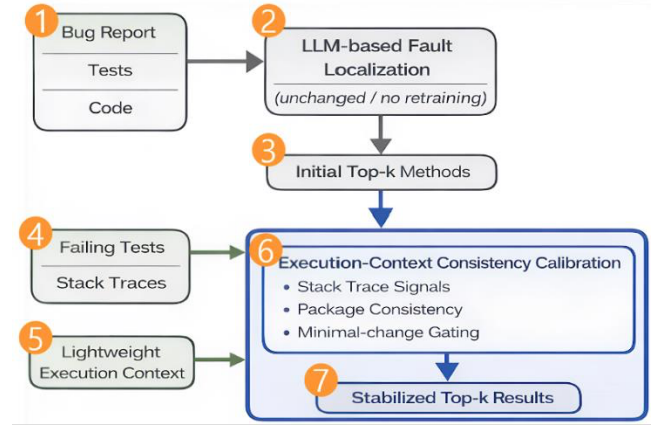 1
Bug Report
Tests
Code
2
LLM-based Fault
Localization
(unchanged / no retraining)
3
Initial Top-k Methods
4
Failing Tests
Stack Traces
5
Lightweight
Execution Context
6
Execution-Context Consistency Calibration
• Stack Trace Signals
• Package Consistency
• Minimal-change Gating
7
Stabilized Top-k Results